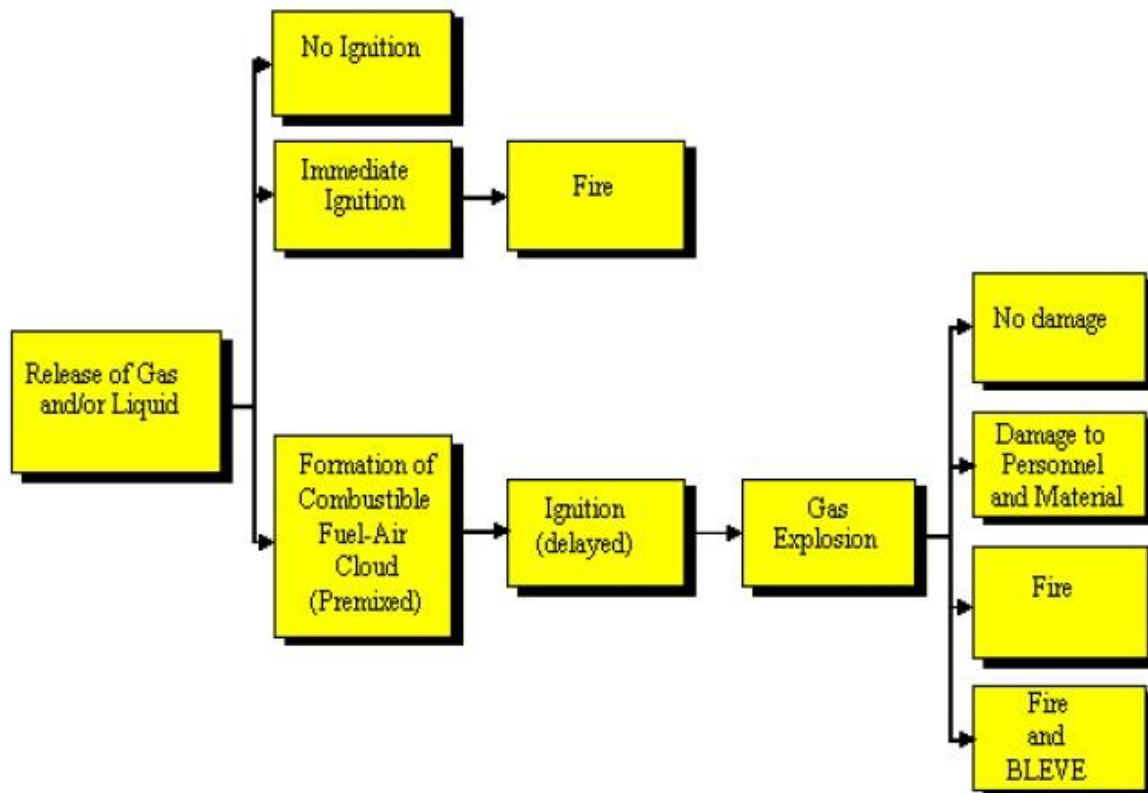 No Ignition
Immediate
Ignition
Fire
Release of Gas
and/or Liquid
Formation of
Combustible
Fuel-Air
Cloud
(Premixed)
Ignition
(delayed)
Gas
Explosion
No damage
Damage to
Personnel
and Material
Fire
Fire
and
BLEVE